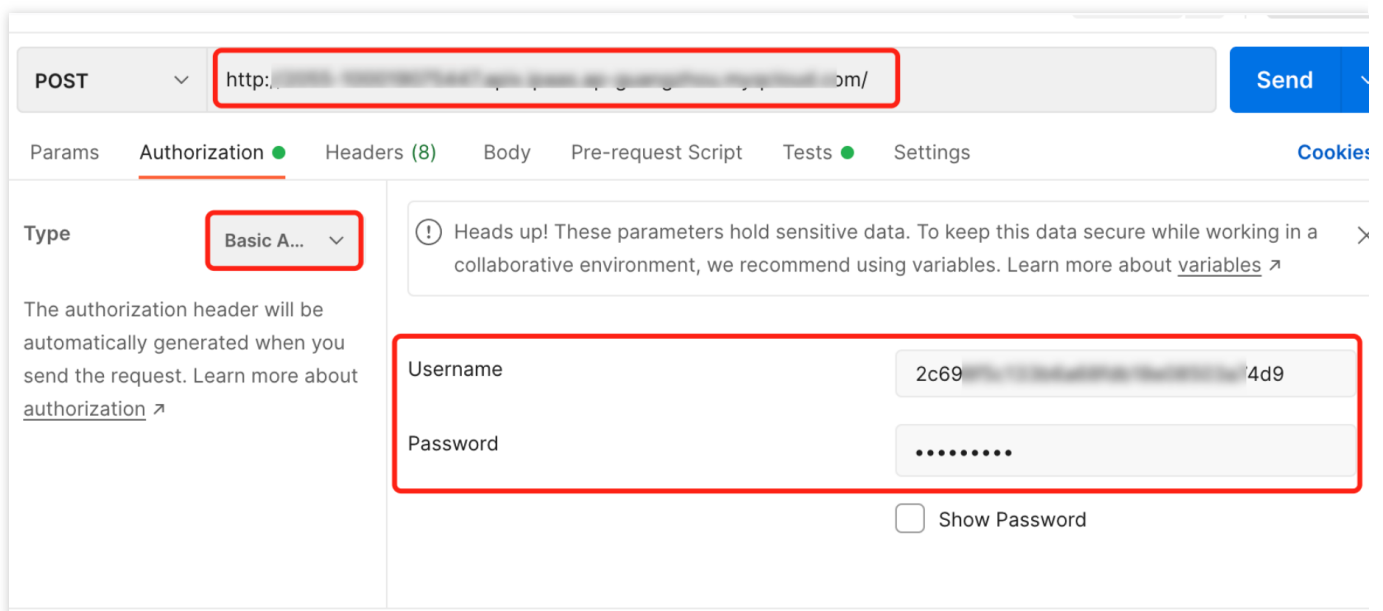 POST http: om/ Send
Params Authorization Headers (8) Body Pre-request Script Tests Settings Cookies
Type Basic A...
The authorization header will be
automatically generated when you
send the request. Learn more about
authorization ↗
Heads up! These parameters hold sensitive data. To keep this data secure while working in a
collaborative environment, we recommend using variables. Learn more about variables ↗
Username 2c69 4d9
Password •••••••••
Show Password